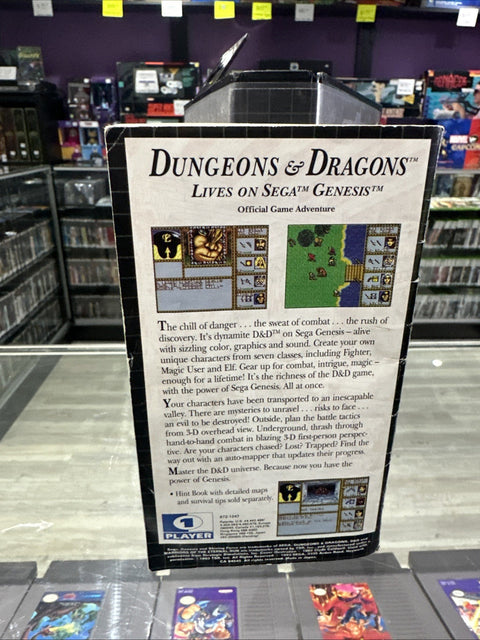 DUNGEONS & DRAGONS™
LIVES ON SEGA™ GENESIS™
Official Game Adventure
The chill of danger . . . the sweat of combat . . . the rush of
discovery. It's dynamite D&D™ on Sega Genesis – alive
with sizzling color, graphics and sound. Create your own
unique characters from seven classes, including Fighter,
Magic User and Elf. Gear up for combat, intrigue, magic –
enough for a lifetime! It's the richness of the D&D game,
with the power of Sega Genesis. All at once.
Your characters have been transported to an inescapable
valley. There are mysteries to unravel . . . risks to face . . .
an evil to be destroyed! Outside, plan the battle tactics
from 3-D overhead view. Underground, thrash through
hand-to-hand combat in blazing 3-D first-person perspec-
tive. Are your characters chased? Lost? Trapped? Find the
way out with an auto-mapper that updates their progress.
Master the D&D universe. Because now you have the
power of Genesis.
• Hint Book with detailed maps
and survival tips sold separately.
1
PLAYER
CAPCOM